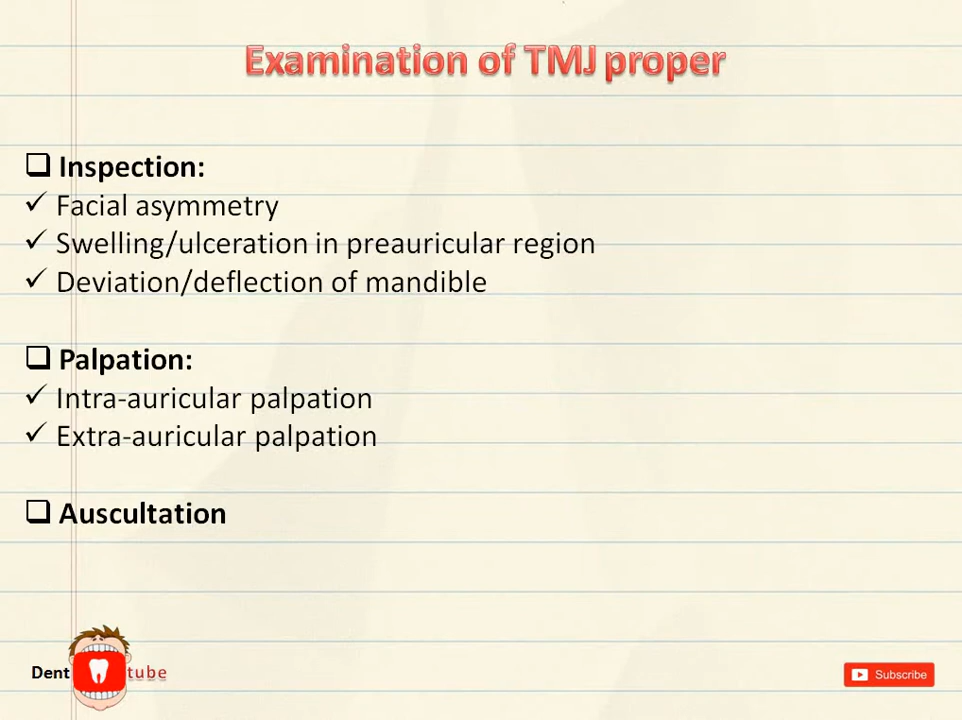 Examination of TMJ proper
Inspection:
Facial asymmetry
Swelling/ulceration in preauricular region
Deviation/deflection of mandible
Palpation:
Intra-auricular palpation
Extra-auricular palpation
Auscultation
Dent tube
Subscribe